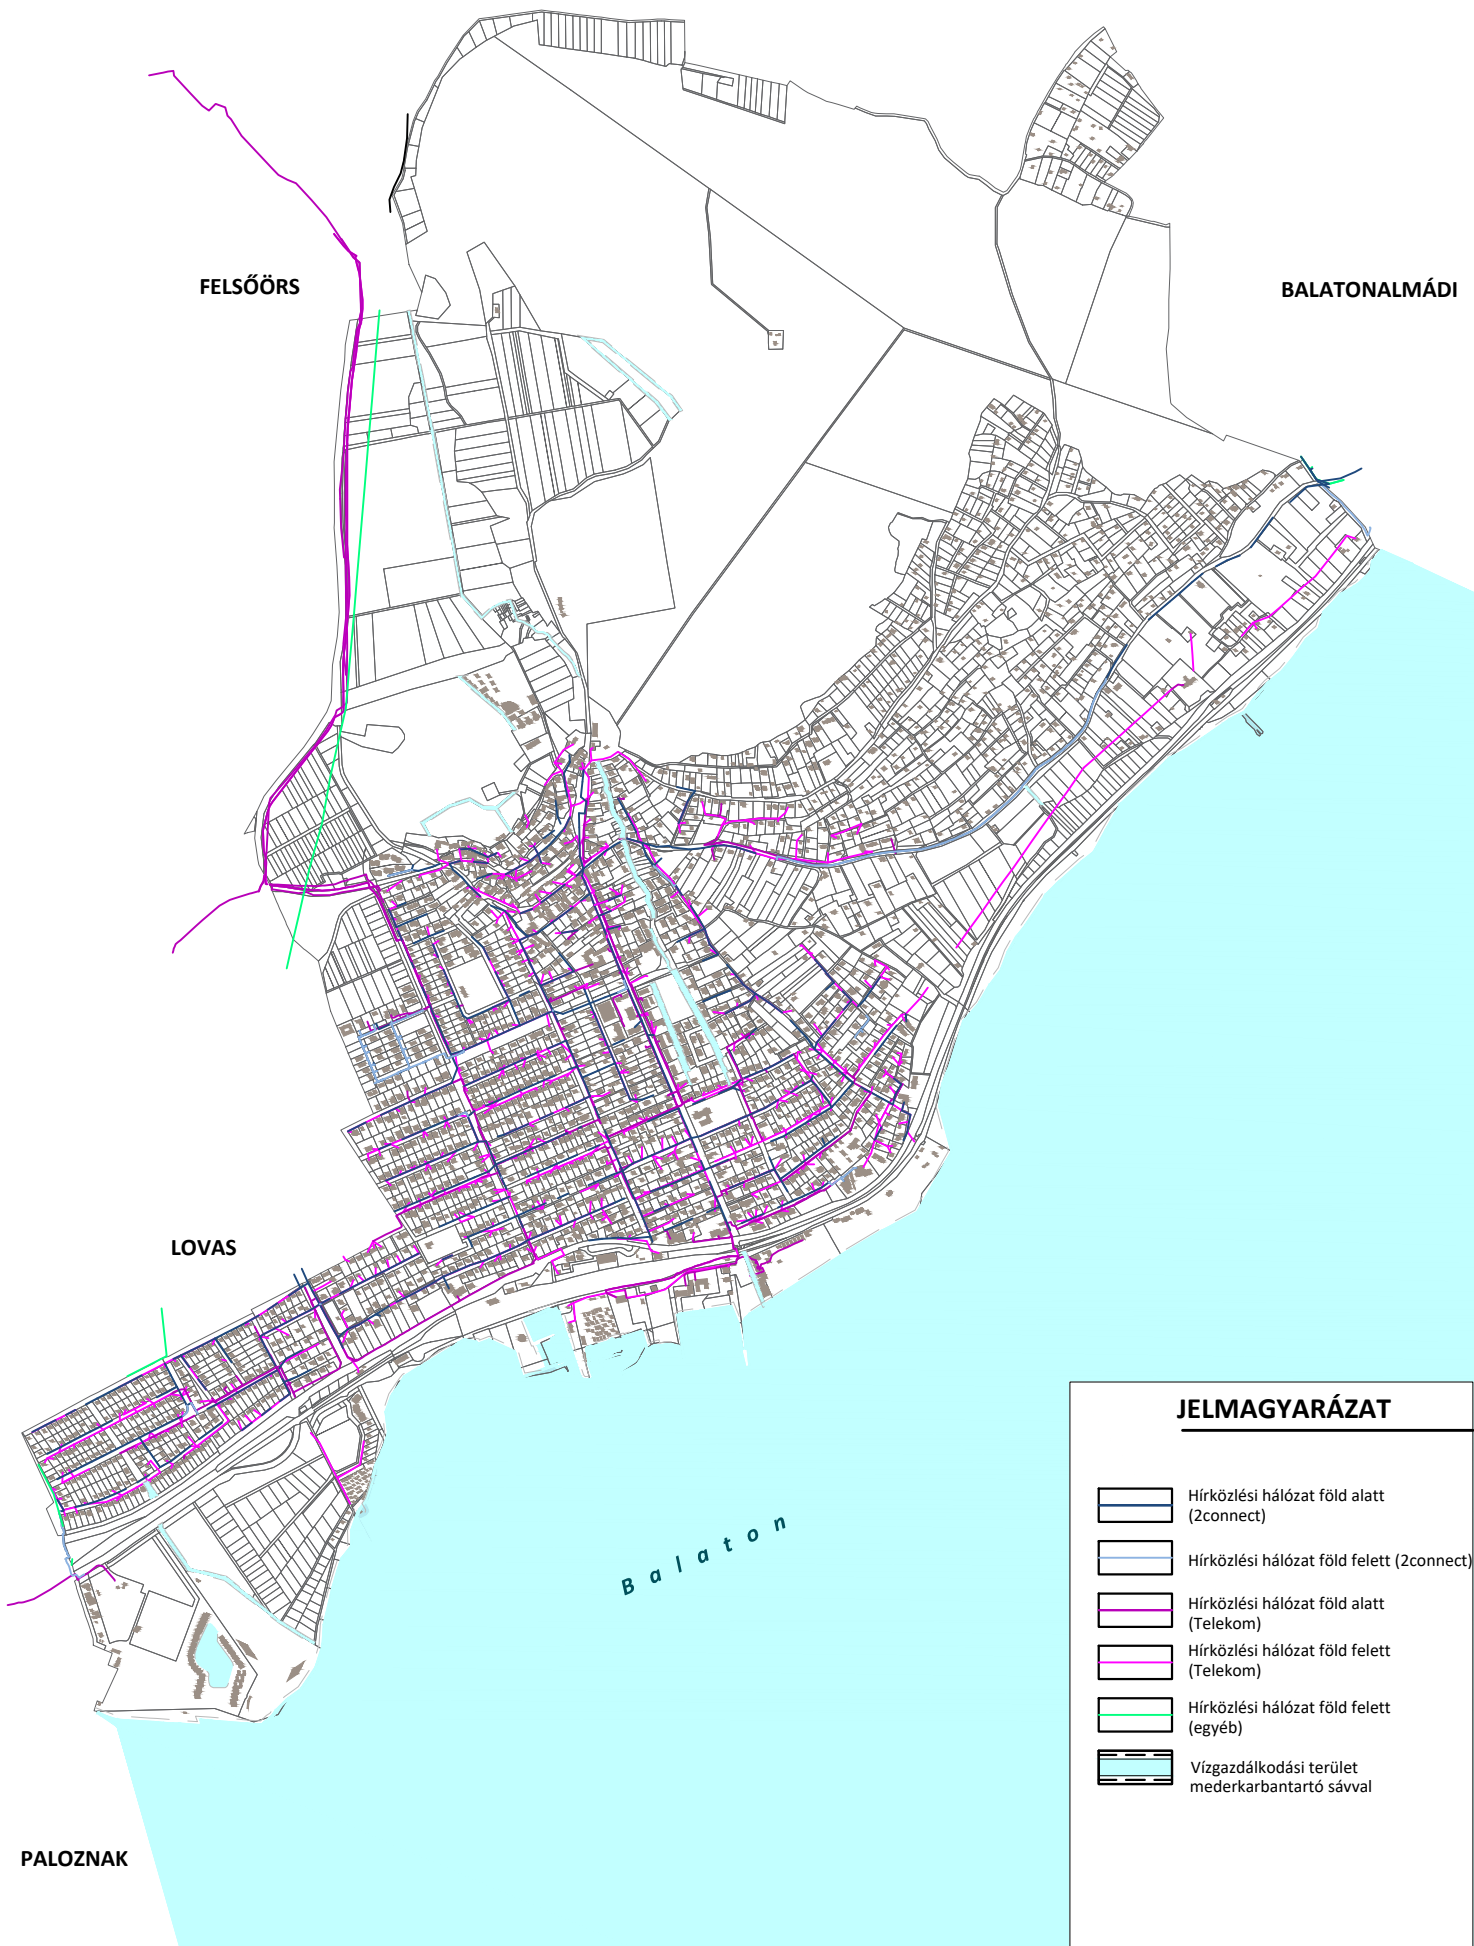 FELSŐÖRS
BALATONALMÁDI
LOVAS
Balaton
PALOZNAK
JELMAGYARÁZAT
Hírközlési hálózat föld alatt
(2connect)
Hírközlési hálózat föld felett (2connect)
Hírközlési hálózat föld alatt
(Telekom)
Hírközlési hálózat föld felett
(Telekom)
Hírközlési hálózat föld felett
(egyéb)
Vízgazdálkodási terület
mederkarbantartó sávval